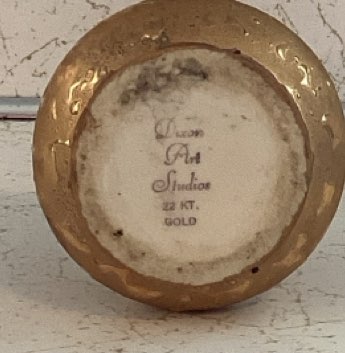 Dixon
Art
Studios
22 KT.
GOLD